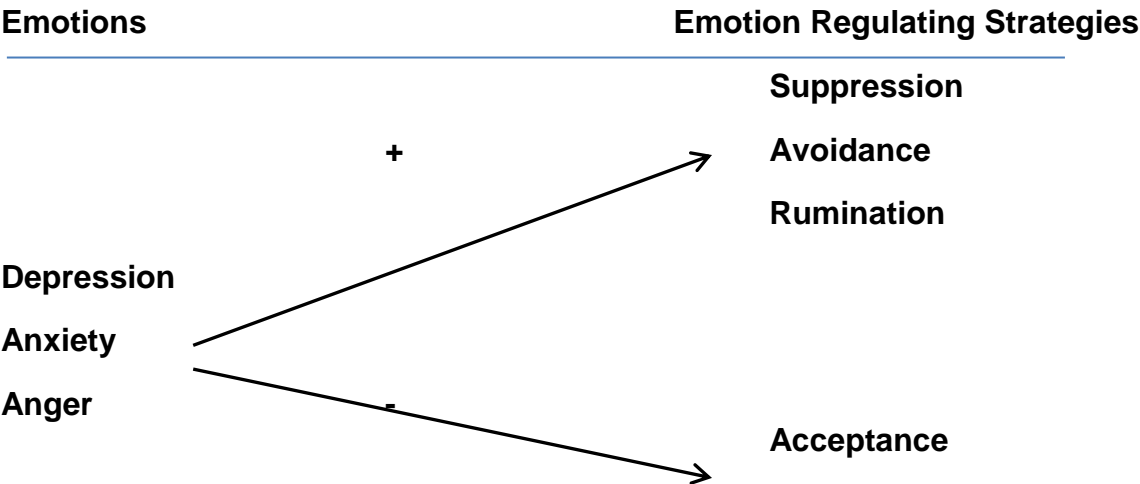 Emotions Emotion Regulating Strategies
Suppression
+ Avoidance
Rumination
Depression
Anxiety
Anger -
Acceptance